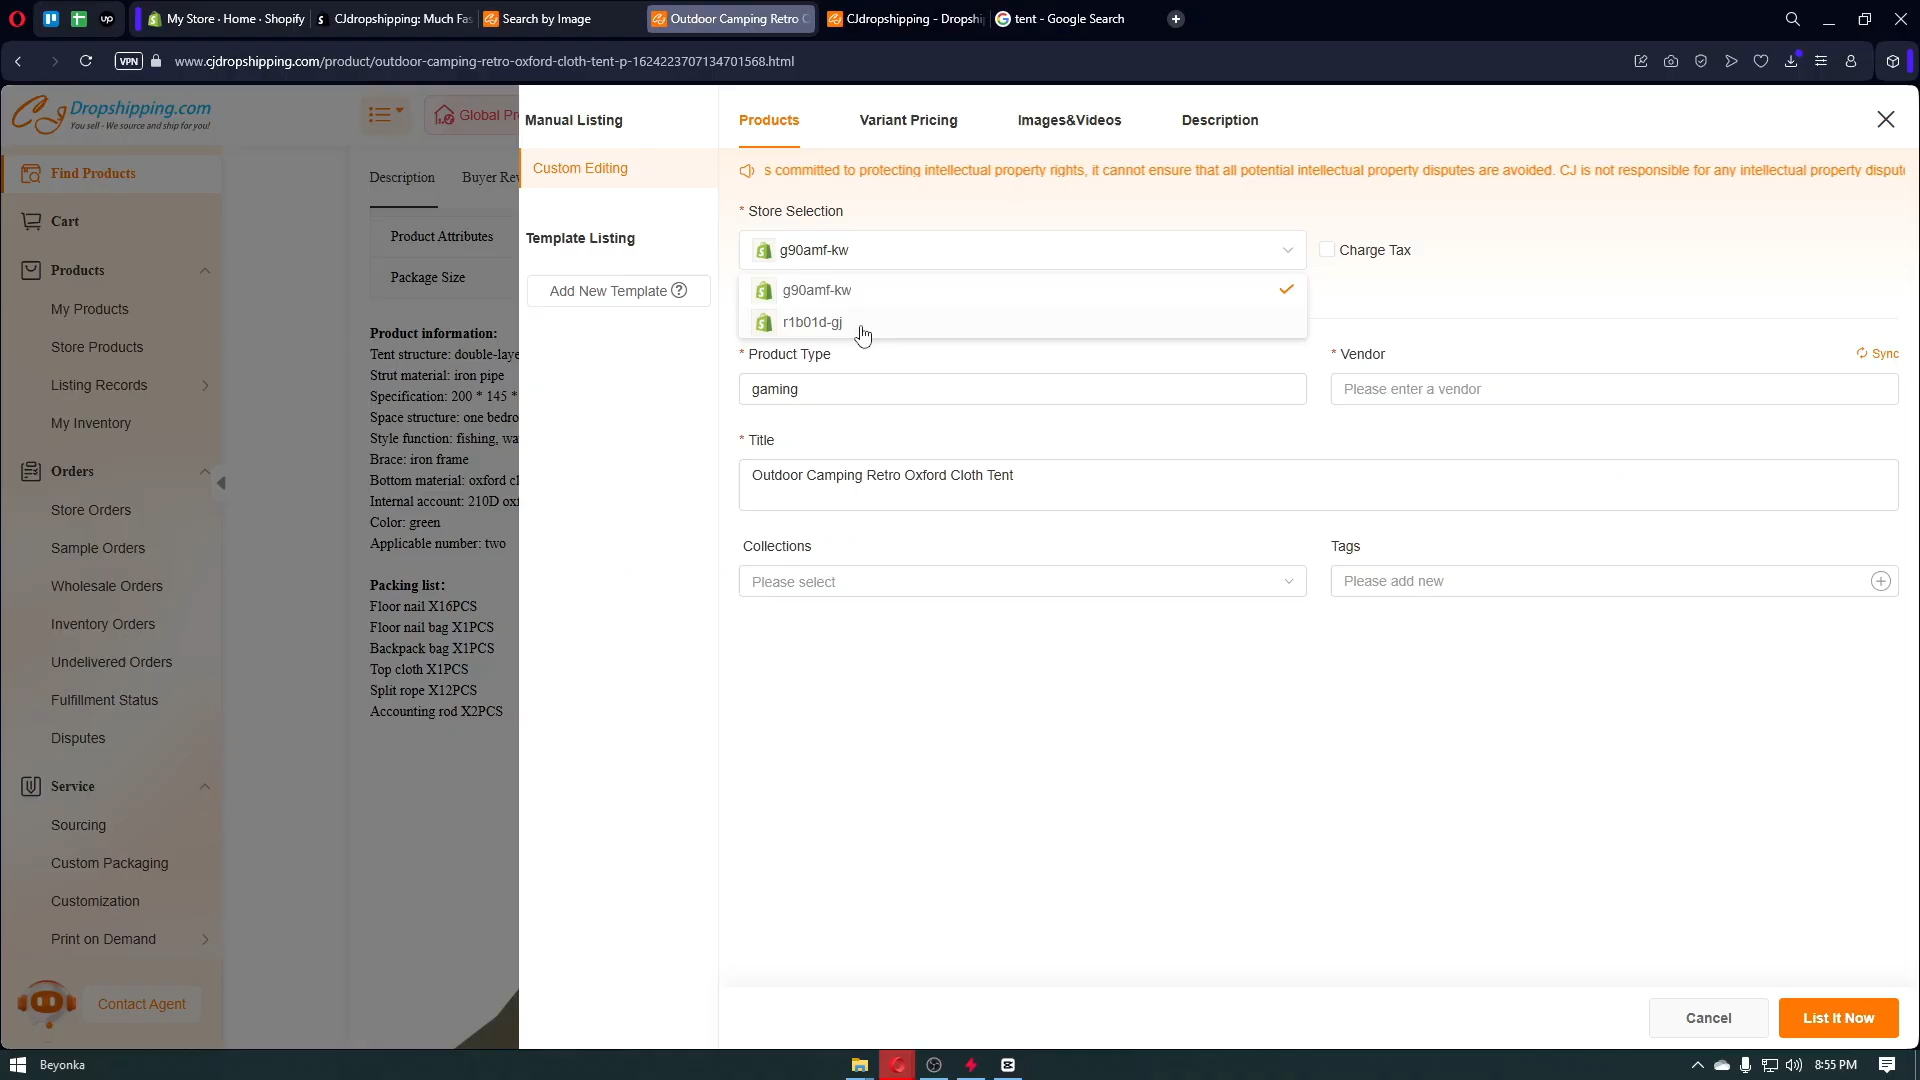 My Store · Home · Shopify
CJdropshipping: Much Fas
Search by Image
Outdoor Camping Retro
CJdropshipping - Dropshi
tent - Google Search
VPN
www.cjdropshipping.com/product/outdoor-camping-retro-oxford-cloth-tent-p-1624223707134701568.html
CJ Dropshipping.com
You sell - We source and ship for you!
Global Pr
Find Products
Cart
Products
My Products
Store Products
Listing Records
My Inventory
Orders
Store Orders
Sample Orders
Wholesale Orders
Inventory Orders
Undelivered Orders
Fulfillment Status
Disputes
Service
Sourcing
Custom Packaging
Customization
Print on Demand
Contact Agent
Description Buyer Rev
Product Attributes
Package Size
Product information:
Tent structure: double-laye
Strut material: iron pipe
Specification: 200 * 145 *
Space structure: one bedro
Style function: fishing, wa
Brace: iron frame
Bottom material: oxford cl
Internal account: 210D oxf
Color: green
Applicable number: two
Packing list:
Floor nail X16PCS
Floor nail bag X1PCS
Backpack bag X1PCS
Top cloth X1PCS
Split rope X12PCS
Accounting rod X2PCS
Manual Listing
Custom Editing
Template Listing
Add New Template ?
Products Variant Pricing Images&Videos Description
s committed to protecting intellectual property rights, it cannot ensure that all potential intellectual property disputes are avoided. CJ is not responsible for any intellectual property dispute
* Store Selection
g90amf-kw
Charge Tax
g90amf-kw
r1b01d-gj
* Product Type
gaming
* Vendor
Sync
Please enter a vendor
* Title
Outdoor Camping Retro Oxford Cloth Tent
Collections
Please select
Tags
Please add new
Cancel
List It Now
Beyonka
8:55 PM